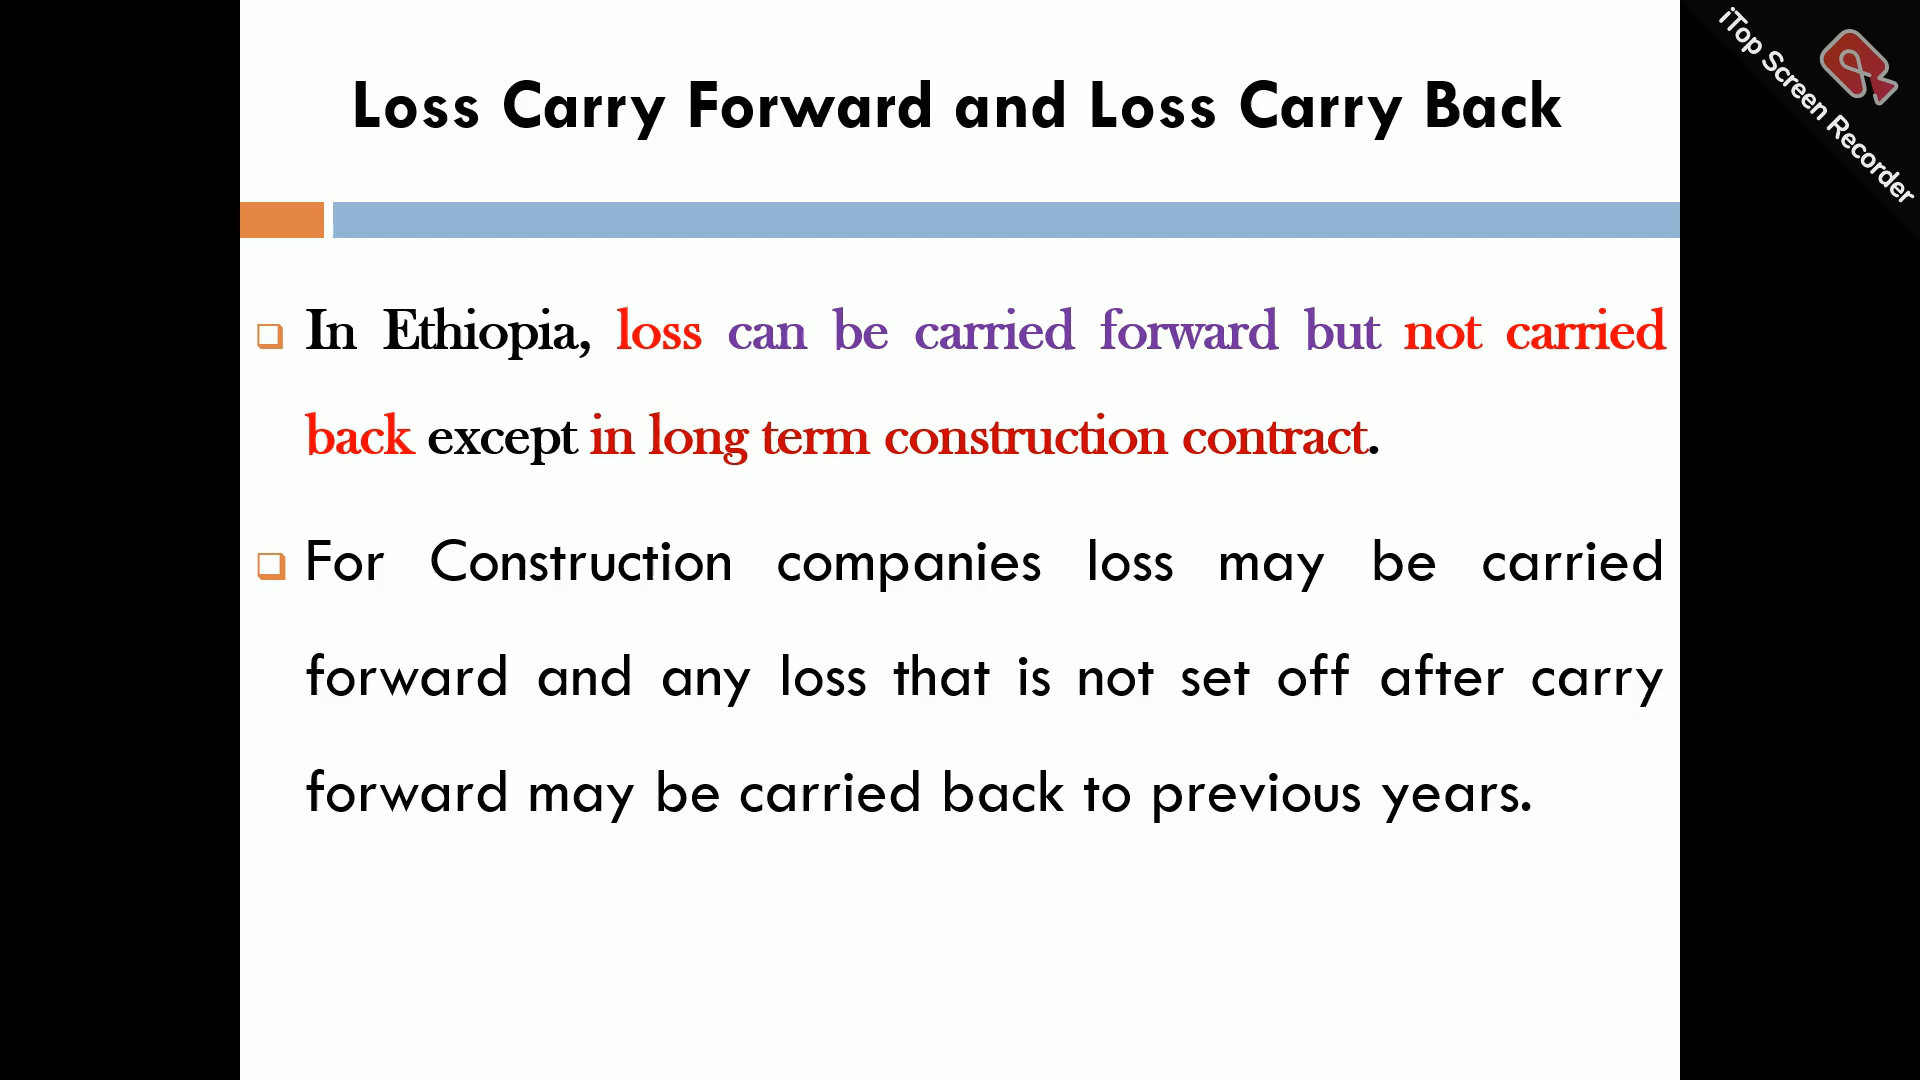 Loss Carry Forward and Loss Carry Back
iTop Screen Recorder
In Ethiopia, loss can be carried forward but not carried
back except in long term construction contract.
For Construction companies loss may be carried
forward and any loss that is not set off after carry
forward may be carried back to previous years.